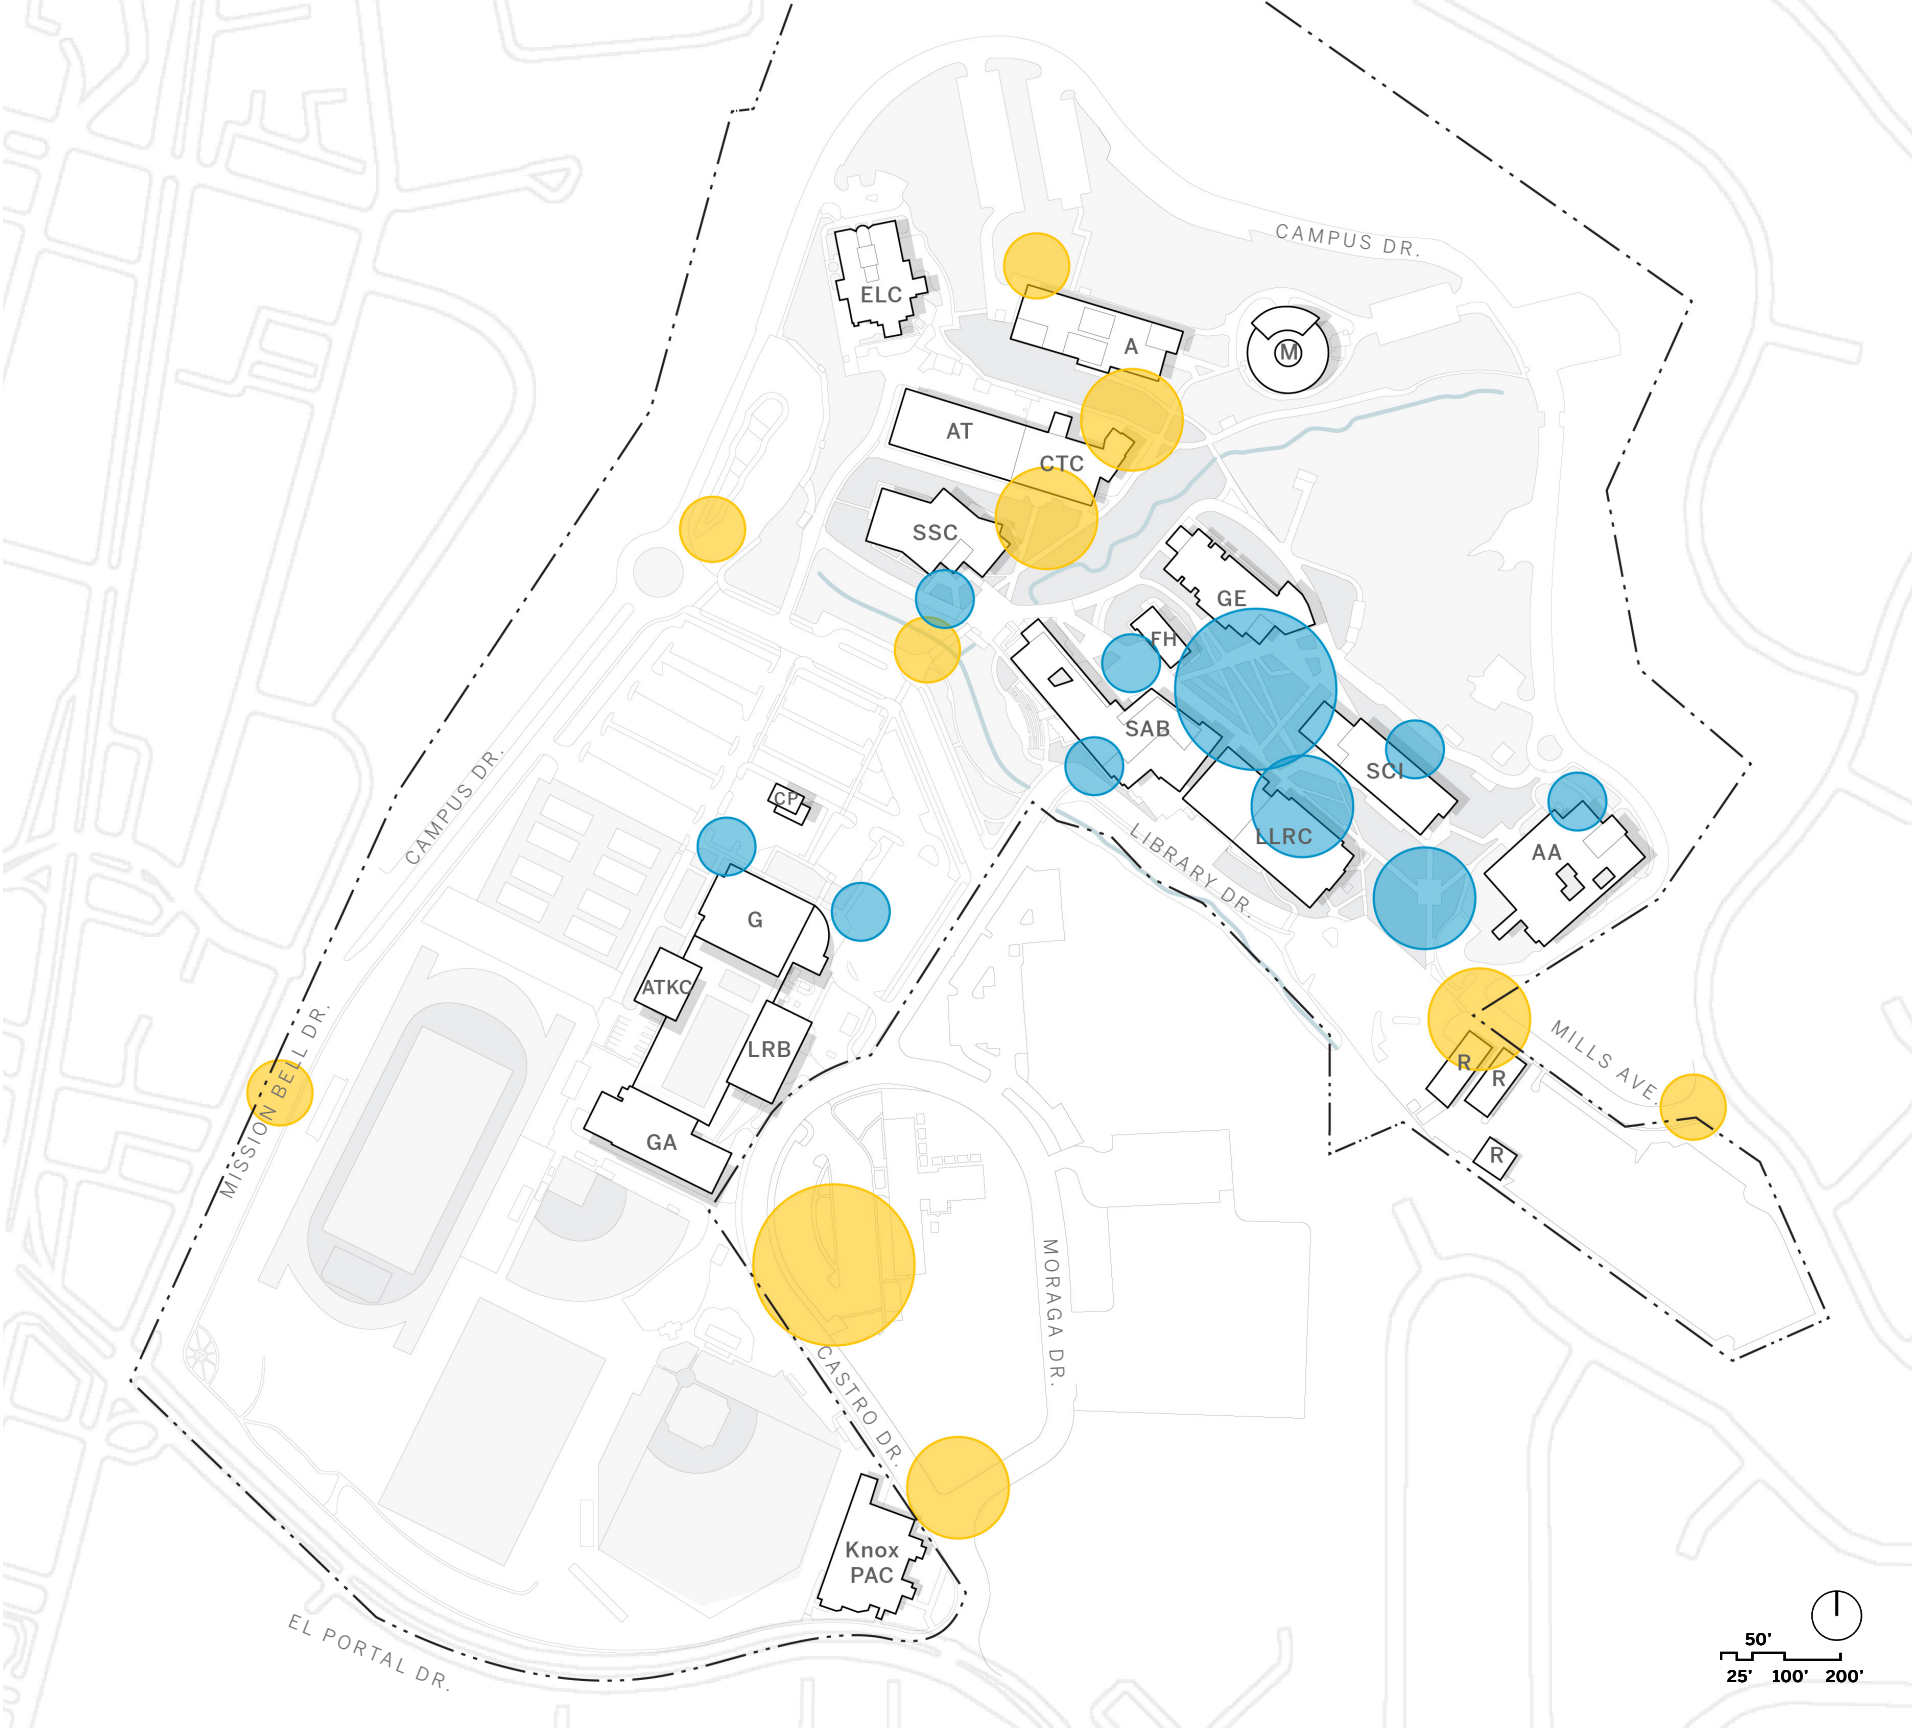 CAMPUS DR.
ELC
A
M
AT
CTC
SSC
GE
FH
SAB
SCI
CAMPUS DR.
CP
LLRC
LIBRARY DR.
AA
G
ATKC
LRB
MISSION BELL DR.
MILLS AVE.
R
R
GA
R
MORAGA DR.
CASTRO DR.
Knox
PAC
EL PORTAL DR.
50'
25' 100' 200'